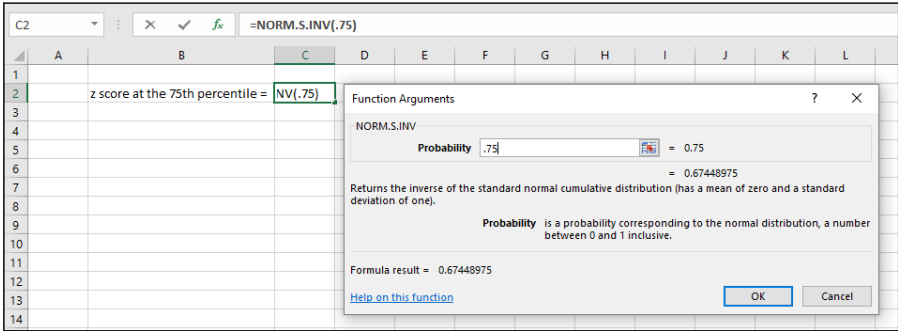 C2 fx =NORM.S.INV(.75)
A B C D E F G H I J K L
1
2 z score at the 75th percentile = NV(.75)
3
4
5
6
7
8
9
10
11
12
13
14
Function Arguments ? ×
NORM.S.INV
Probability .75 = 0.75
= 0.67448975
Returns the inverse of the standard normal cumulative distribution (has a mean of zero and a standard
deviation of one).
Probability is a probability corresponding to the normal distribution, a number
between 0 and 1 inclusive.
Formula result = 0.67448975
Help on this function OK Cancel